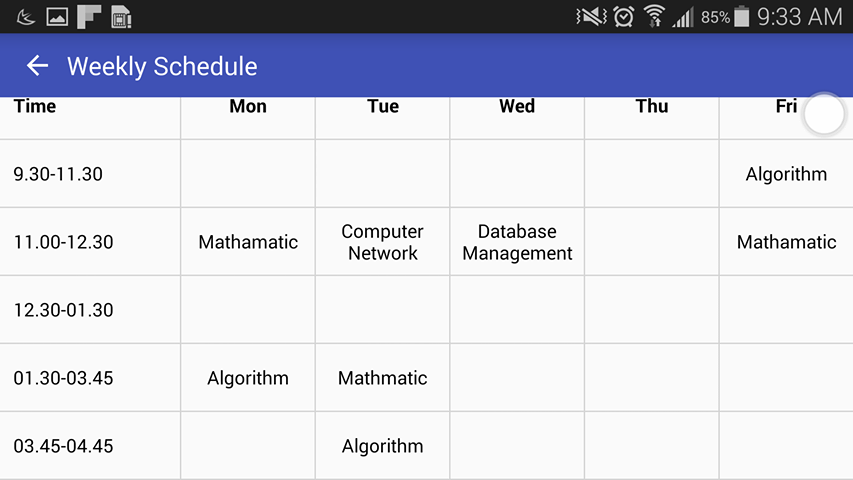 85% 9:33 AM
Weekly Schedule
Time Mon Tue Wed Thu Fri
9.30-11.30 Algorithm
11.00-12.30 Mathamatic Computer Network Database Management Mathamatic
12.30-01.30
01.30-03.45 Algorithm Mathmatic
03.45-04.45 Algorithm